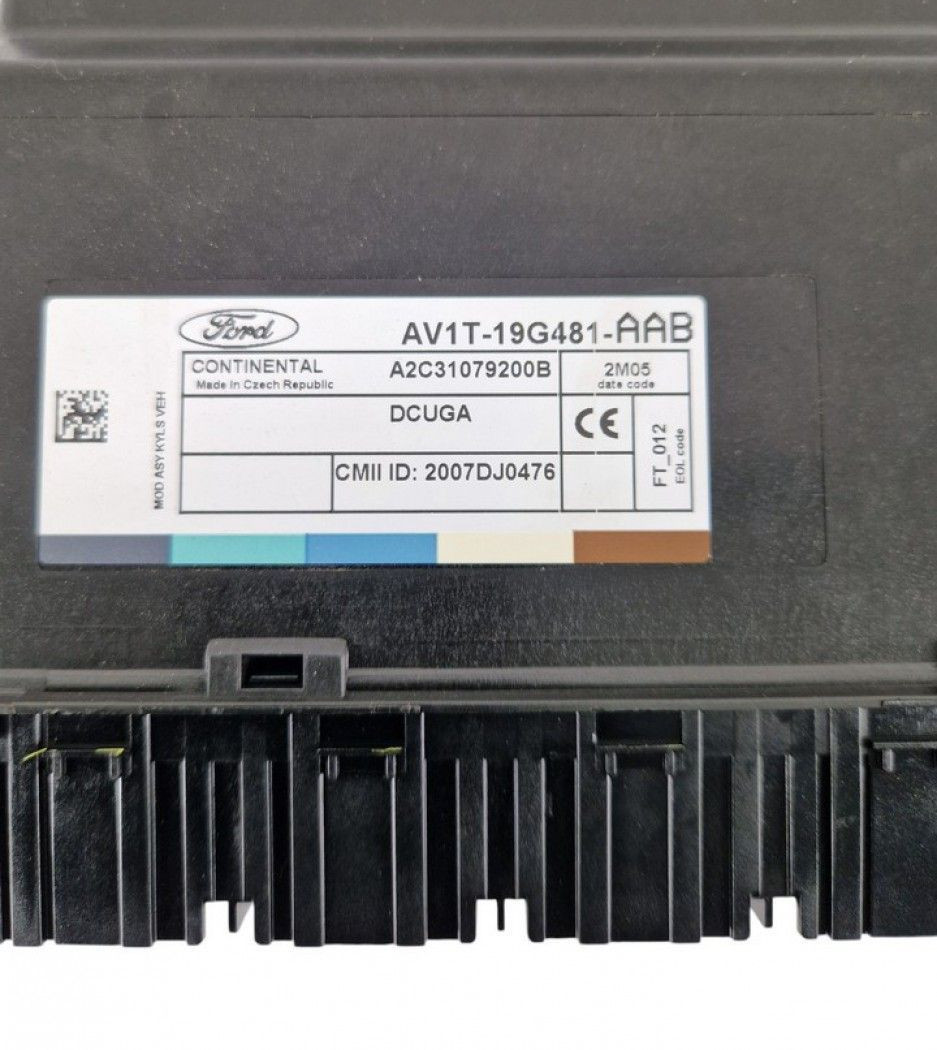 Ford
AV1T-19G481-AAB
CONTINENTAL
Made In Czech Republic
A2C31079200B
2M05
date code
DCUGA
CE
FT_012
EOL code
CMII ID: 2007DJ0476
MOD ASY KYLS VEH